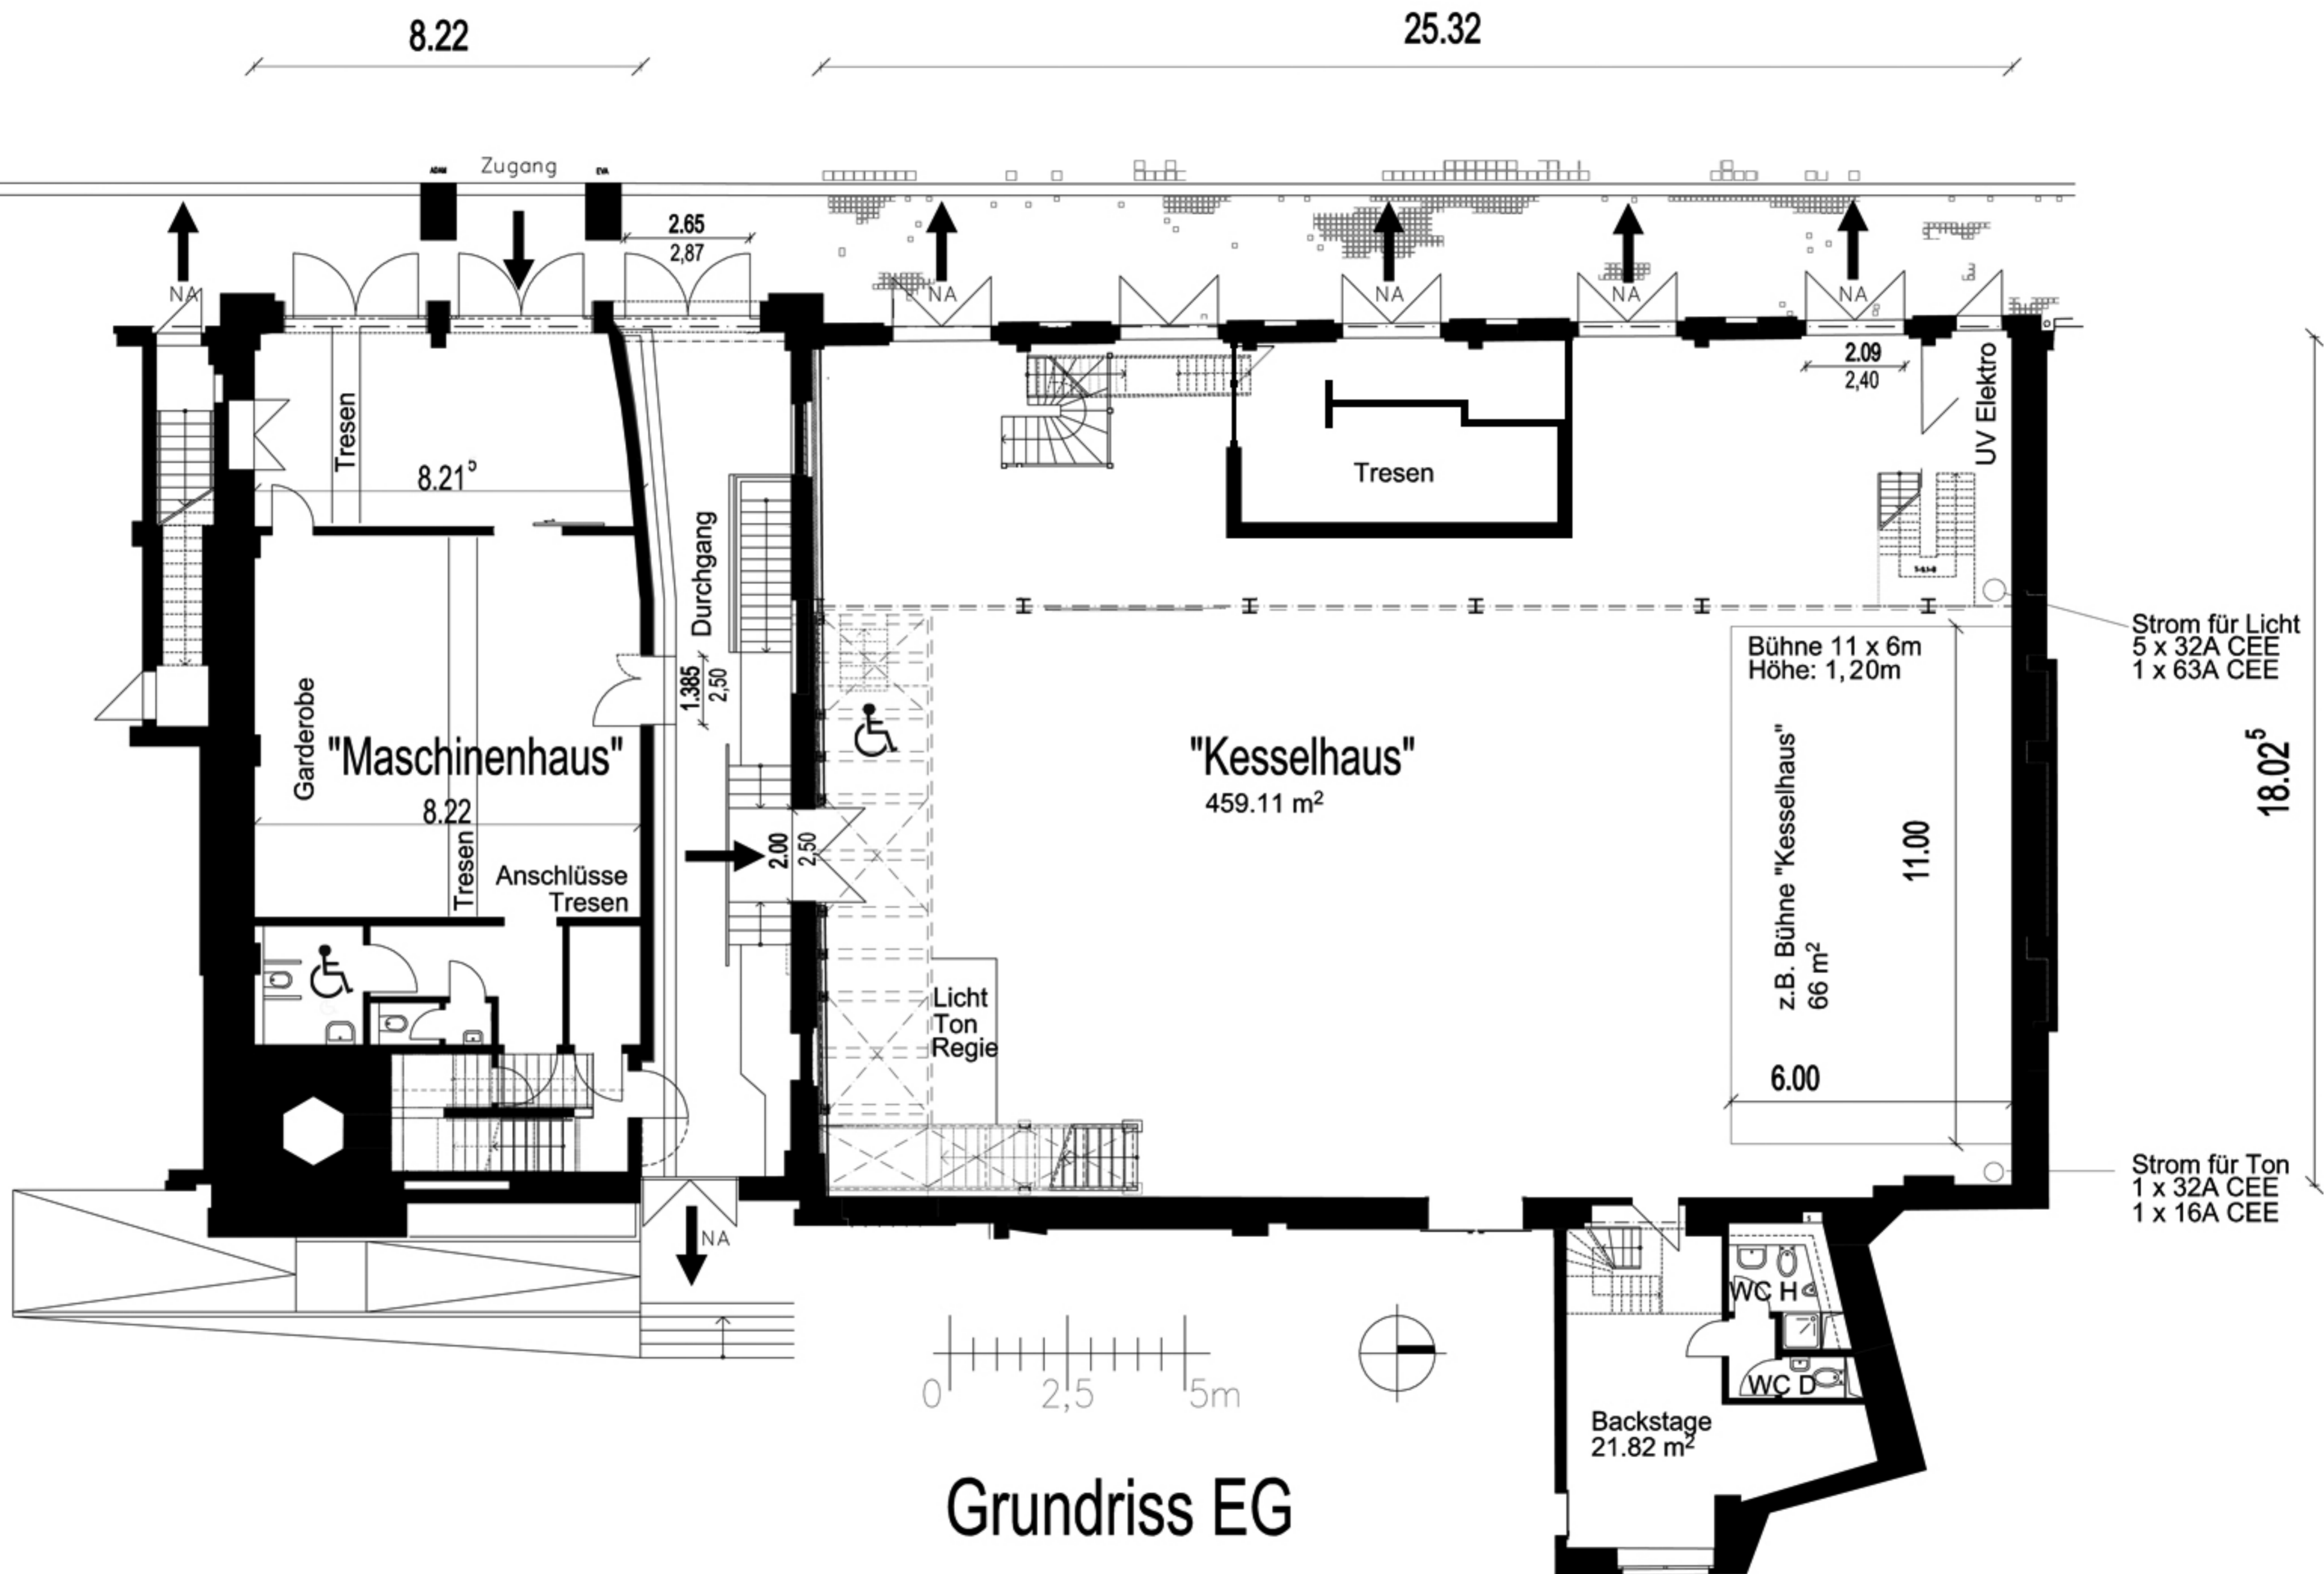 8.22
25.32
ADAM
Zugang
EVA
2.65
2,87
NA
NA
NA
NA
NA
2.09
2,40
UV Elektro
Tresen
8.21⁵
Tresen
Durchgang
Strom für Licht
5 x 32A CEE
1 x 63A CEE
Bühne 11 x 6m
Höhe: 1,20m
1.385
2,50
Garderobe
"Maschinenhaus"
8.22
Tresen
Anschlüsse
Tresen
2.00
2,50
"Kesselhaus"
459.11 m²
z.B. Bühne "Kesselhaus"
66 m²
11.00
18.02⁵
6.00
Licht
Ton
Regie
Strom für Ton
1 x 32A CEE
1 x 16A CEE
NA
WC H
WC D
0
2,5
5m
Backstage
21.82 m²
Grundriss EG